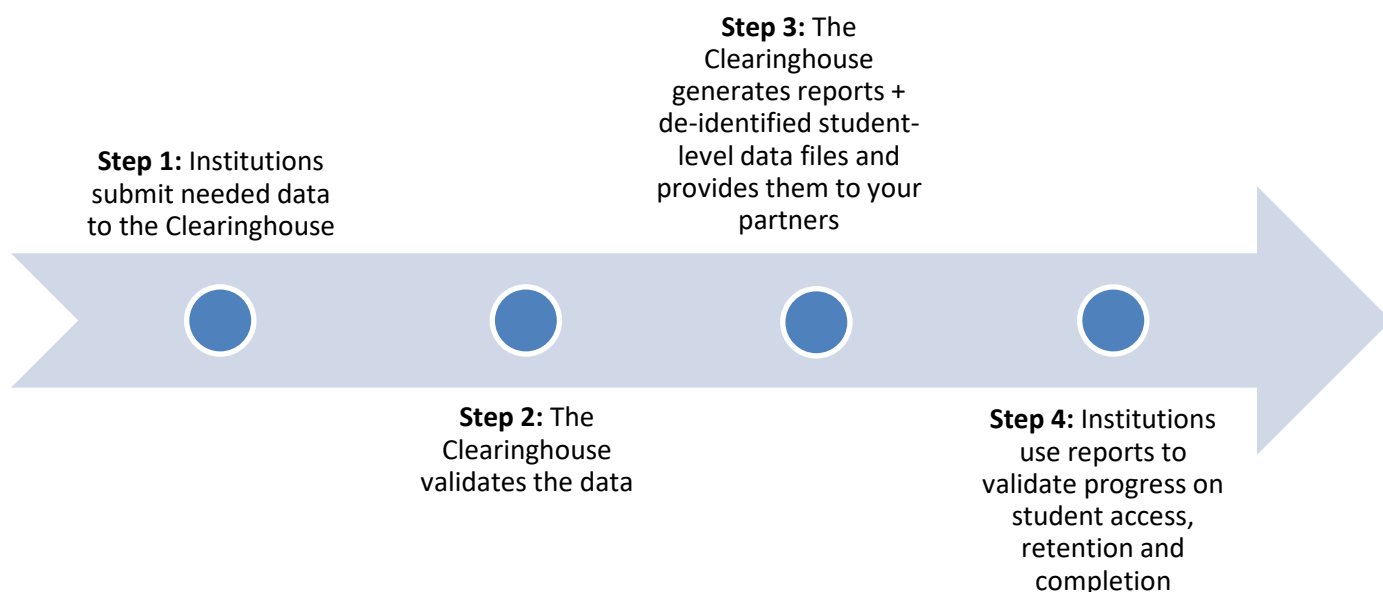 Step 1: Institutions
submit needed data
to the Clearinghouse
Step 2: The
Clearinghouse
validates the data
Step 3: The
Clearinghouse
generates reports +
de-identified student-
level data files and
provides them to your
partners
Step 4: Institutions
use reports to
validate progress on
student access,
retention and
completion